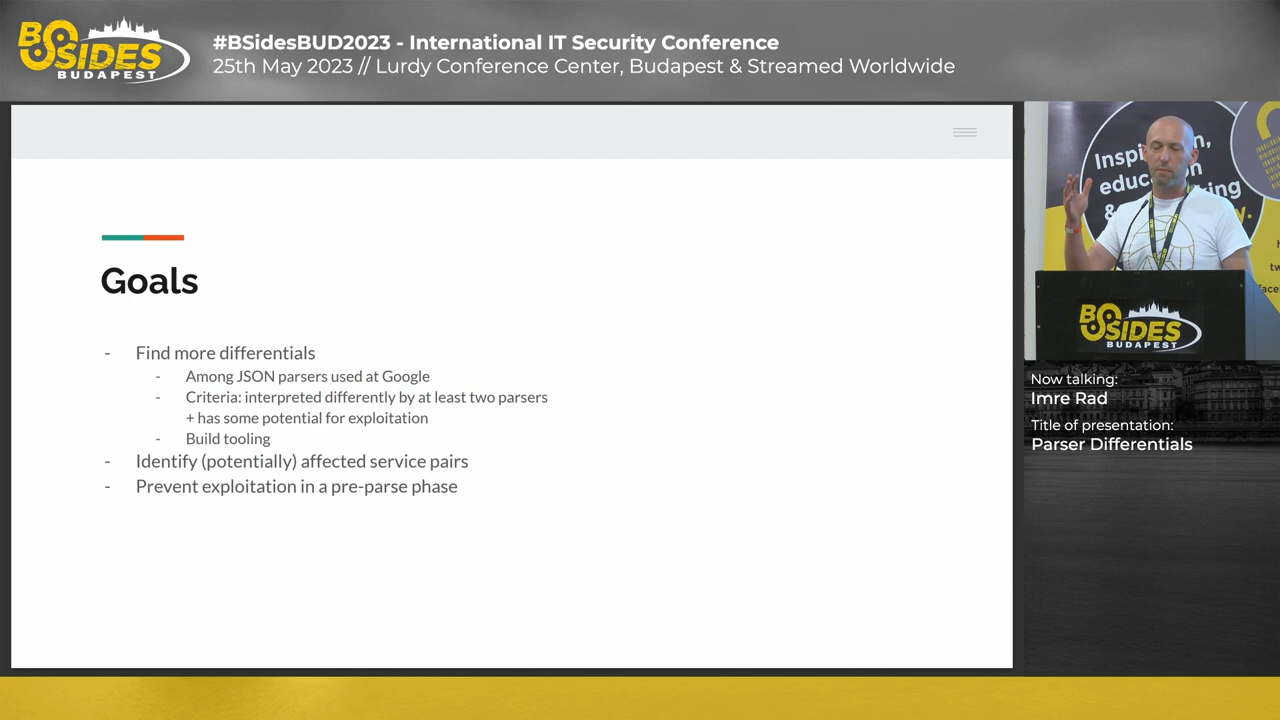 BSIDES
BUDAPEST
#BSidesBUD2023 - International IT Security Conference
25th May 2023 // Lurdy Conference Center, Budapest & Streamed Worldwide
Goals
- Find more differentials
- Among JSON parsers used at Google
- Criteria: interpreted differently by at least two parsers
+ has some potential for exploitation
- Build tooling
- Identify (potentially) affected service pairs
- Prevent exploitation in a pre-parse phase
BSIDES
BUDAPEST
Now talking:
Imre Rad
Title of presentation:
Parser Differentials